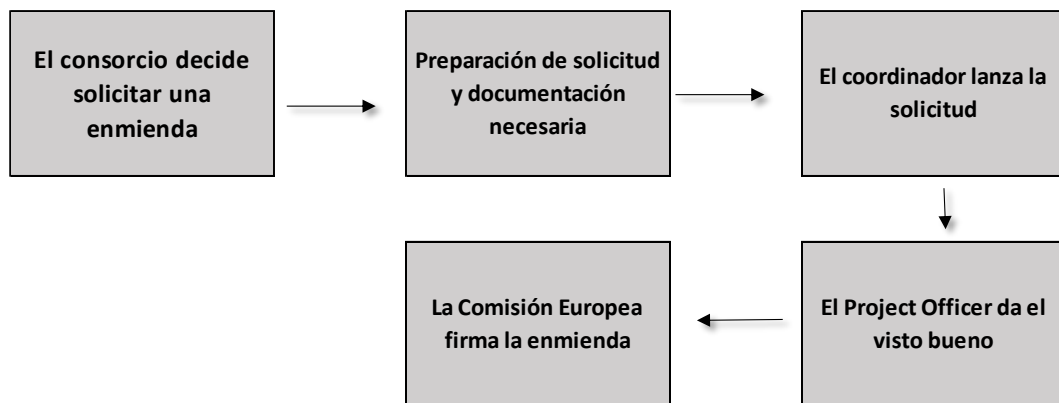 El consorcio decide
solicitar una
enmienda
Preparación de solicitud
y documentación
necesaria
El coordinador lanza la
solicitud
El Project Officer da el
visto bueno
La Comisión Europea
firma la enmienda